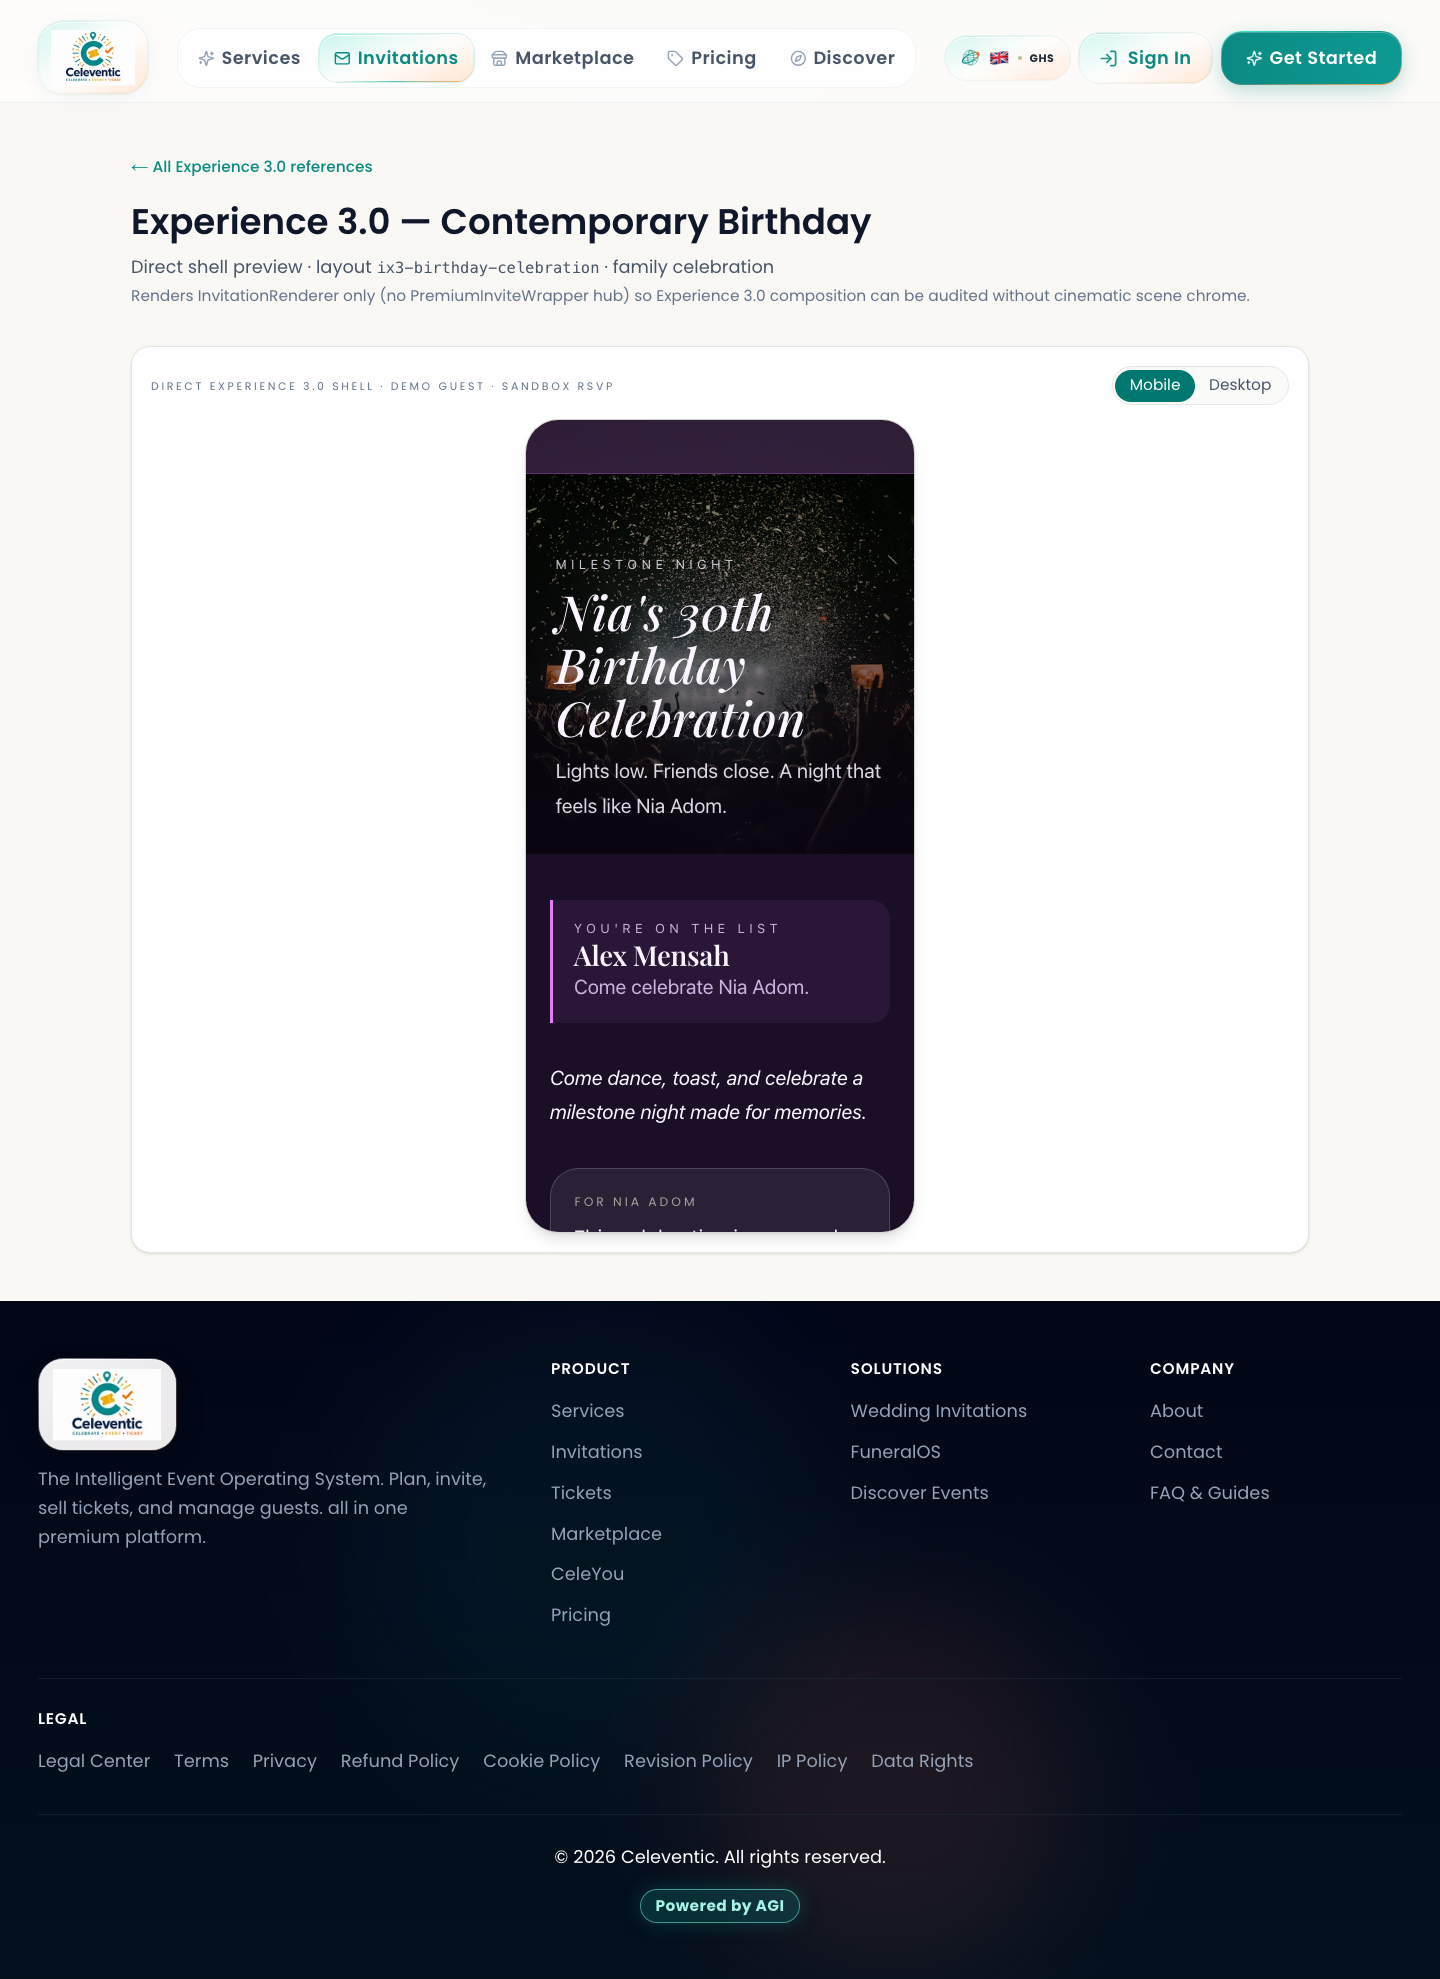 Celeventic
CELEBRATE • EVENT • TICKET
Services
Invitations
Marketplace
Pricing
Discover
GHS
Sign In
Get Started
← All Experience 3.0 references
Experience 3.0 — Contemporary Birthday
Direct shell preview · layout ix3-birthday-celebration · family celebration
Renders InvitationRenderer only (no PremiumInviteWrapper hub) so Experience 3.0 composition can be audited without cinematic scene chrome.
DIRECT EXPERIENCE 3.0 SHELL · DEMO GUEST · SANDBOX RSVP
Mobile
Desktop
MILESTONE NIGHT
Nia's 30th
Birthday
Celebration
Lights low. Friends close. A night that
feels like Nia Adom.
YOU'RE ON THE LIST
Alex Mensah
Come celebrate Nia Adom.
Come dance, toast, and celebrate a
milestone night made for memories.
FOR NIA ADOM
Celeventic
CELEBRATE • EVENT • TICKET
The Intelligent Event Operating System. Plan, invite,
sell tickets, and manage guests. all in one
premium platform.
PRODUCT
Services
Invitations
Tickets
Marketplace
CeleYou
Pricing
SOLUTIONS
Wedding Invitations
FuneralOS
Discover Events
COMPANY
About
Contact
FAQ & Guides
LEGAL
Legal Center
Terms
Privacy
Refund Policy
Cookie Policy
Revision Policy
IP Policy
Data Rights
© 2026 Celeventic. All rights reserved.
Powered by AGI